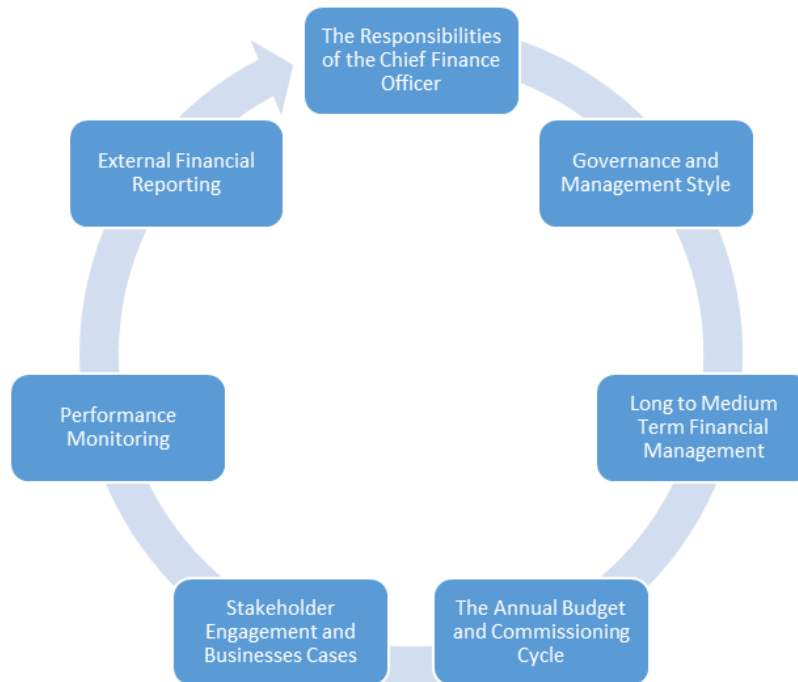 The Responsibilities
of the Chief Finance
Officer
Governance and
Management Style
Long to Medium
Term Financial
Management
The Annual Budget
and Commissioning
Cycle
Stakeholder
Engagement and
Businesses Cases
Performance
Monitoring
External Financial
Reporting